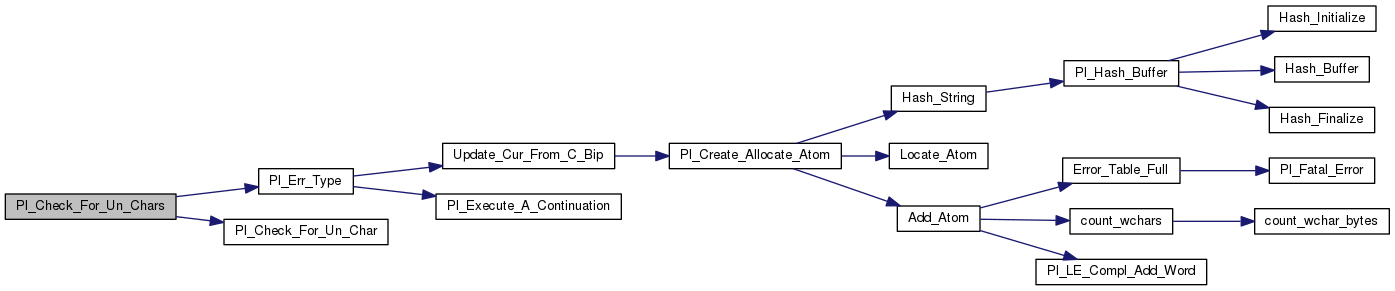 Pl_Check_For_Un_Chars
Pl_Err_Type
Pl_Check_For_Un_Char
Update_Cur_From_C_Bip
Pl_Execute_A_Continuation
Pl_Create_Allocate_Atom
Hash_String
Locate_Atom
Add_Atom
Pl_Hash_Buffer
Error_Table_Full
count_wchars
Pl_LE_Compl_Add_Word
Hash_Initialize
Hash_Buffer
Hash_Finalize
Pl_Fatal_Error
count_wchar_bytes